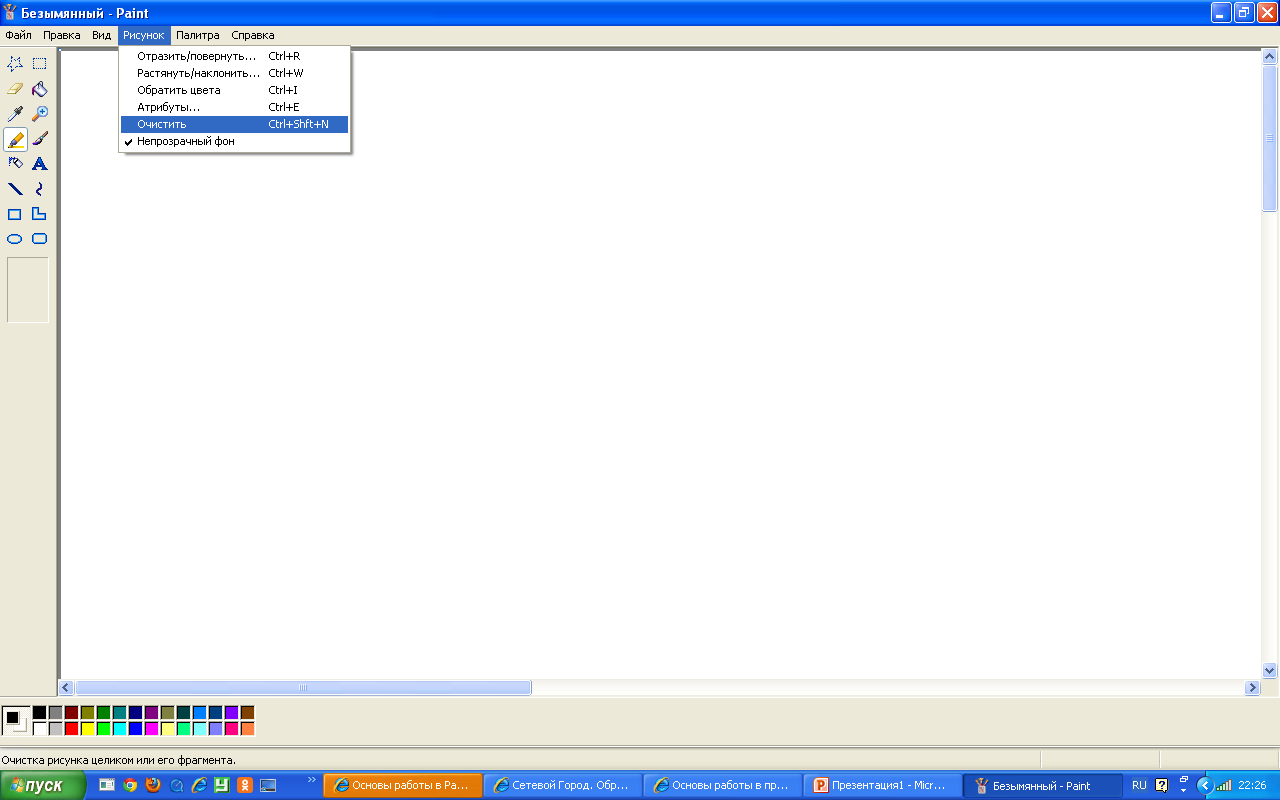 Безымянный - Paint
Файл Правка Вид Рисунок Палитра Справка
Отразить/повернуть... Ctrl+R
Растянуть/наклонить... Ctrl+W
Обратить цвета Ctrl+I
Атрибуты... Ctrl+E
Очистить Ctrl+Shft+N
Непрозрачный фон
Очистка рисунка целиком или его фрагмента.
пуск Основы работы в Pa... Сетевой Город. Обр... Основы работы в пр... Презентация1 - Micr... Безымянный - Paint RU 22:26